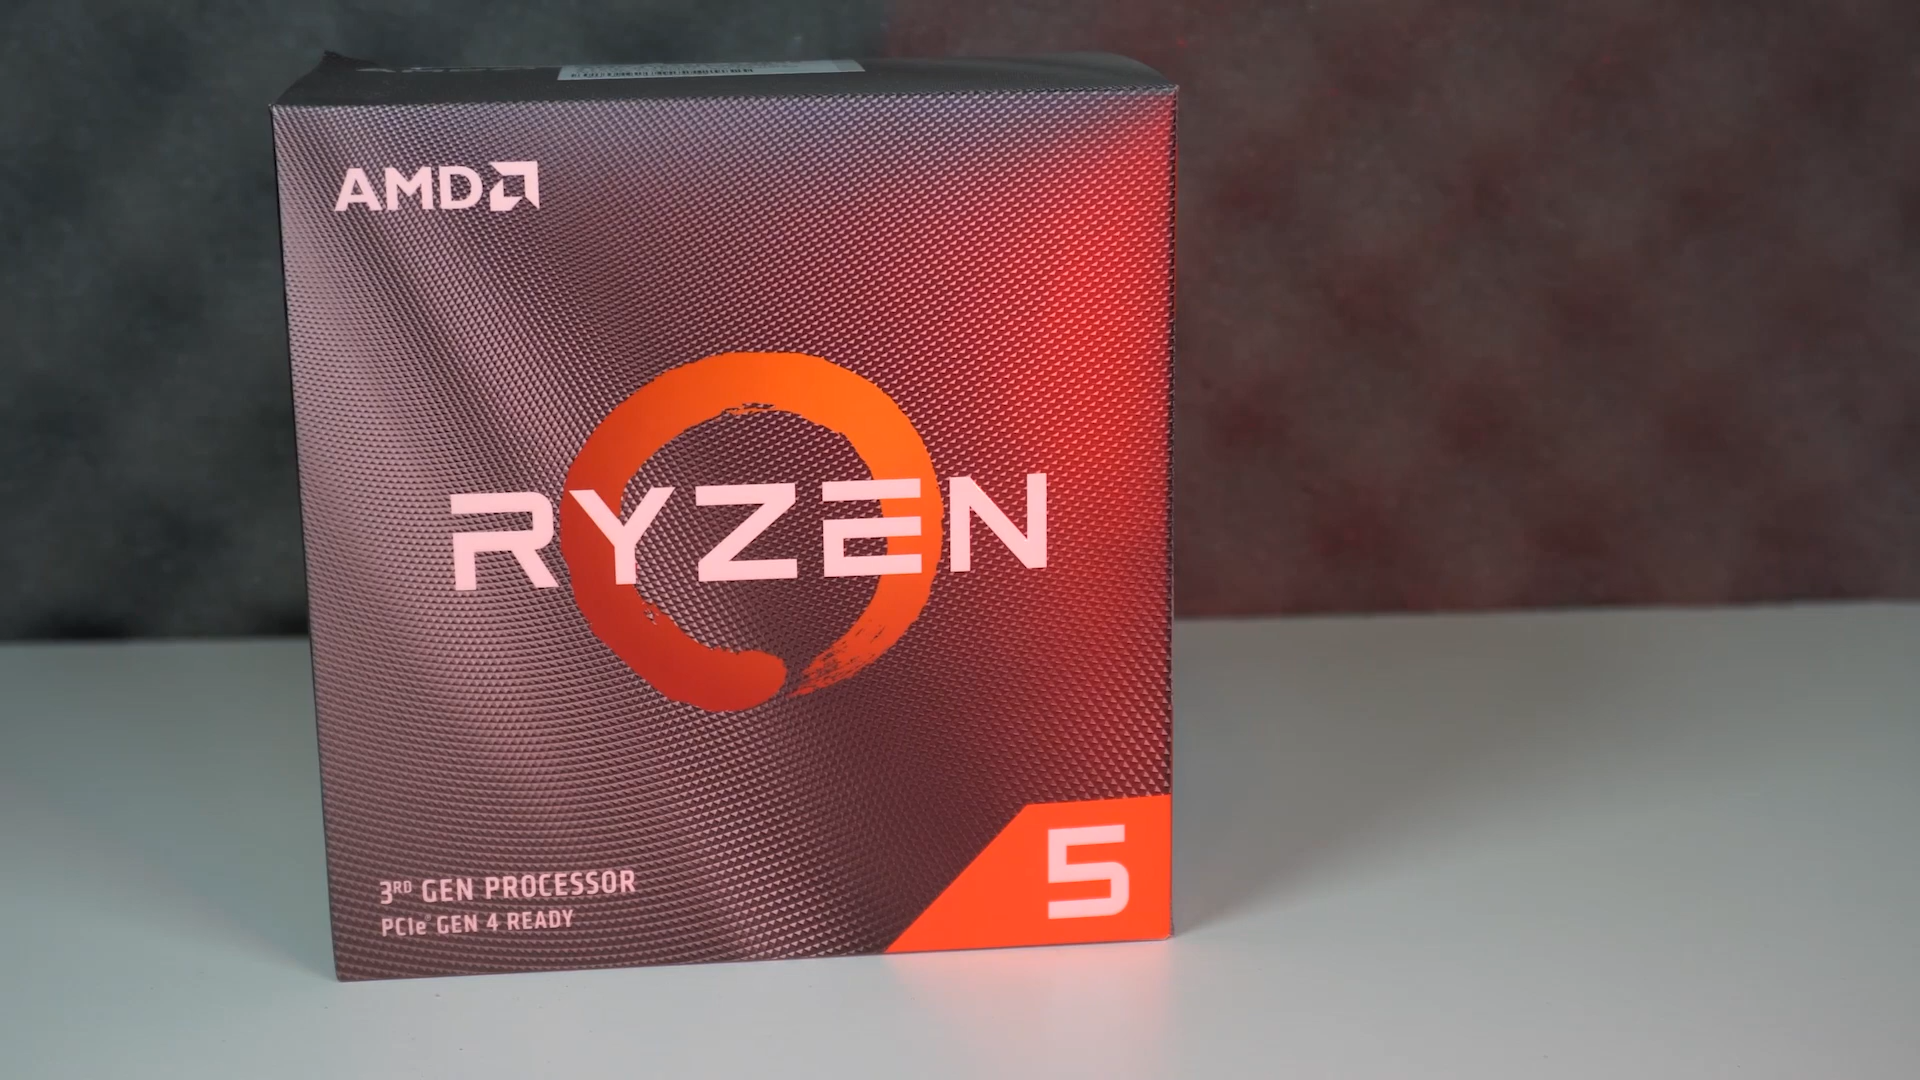 AMD
RYZEN
5
3RD GEN PROCESSOR
PCIe® GEN 4 READY